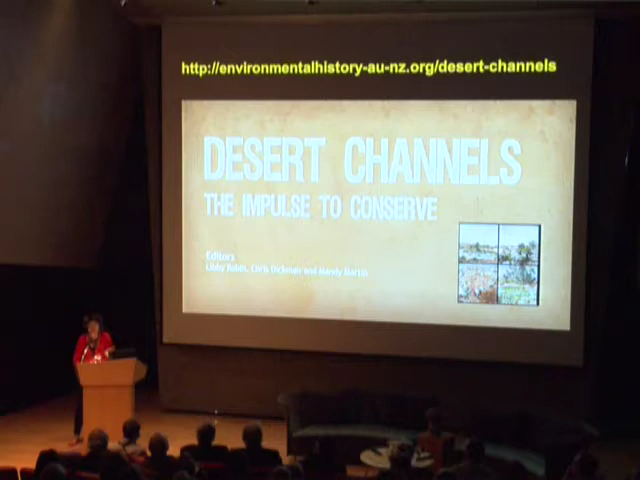 http://environmentalhistory-au-nz.org/desert-channels
DESERT CHANNELS
THE IMPULSE TO CONSERVE
Editors
Libby Robin, Chris Dickman and Mandy Martin